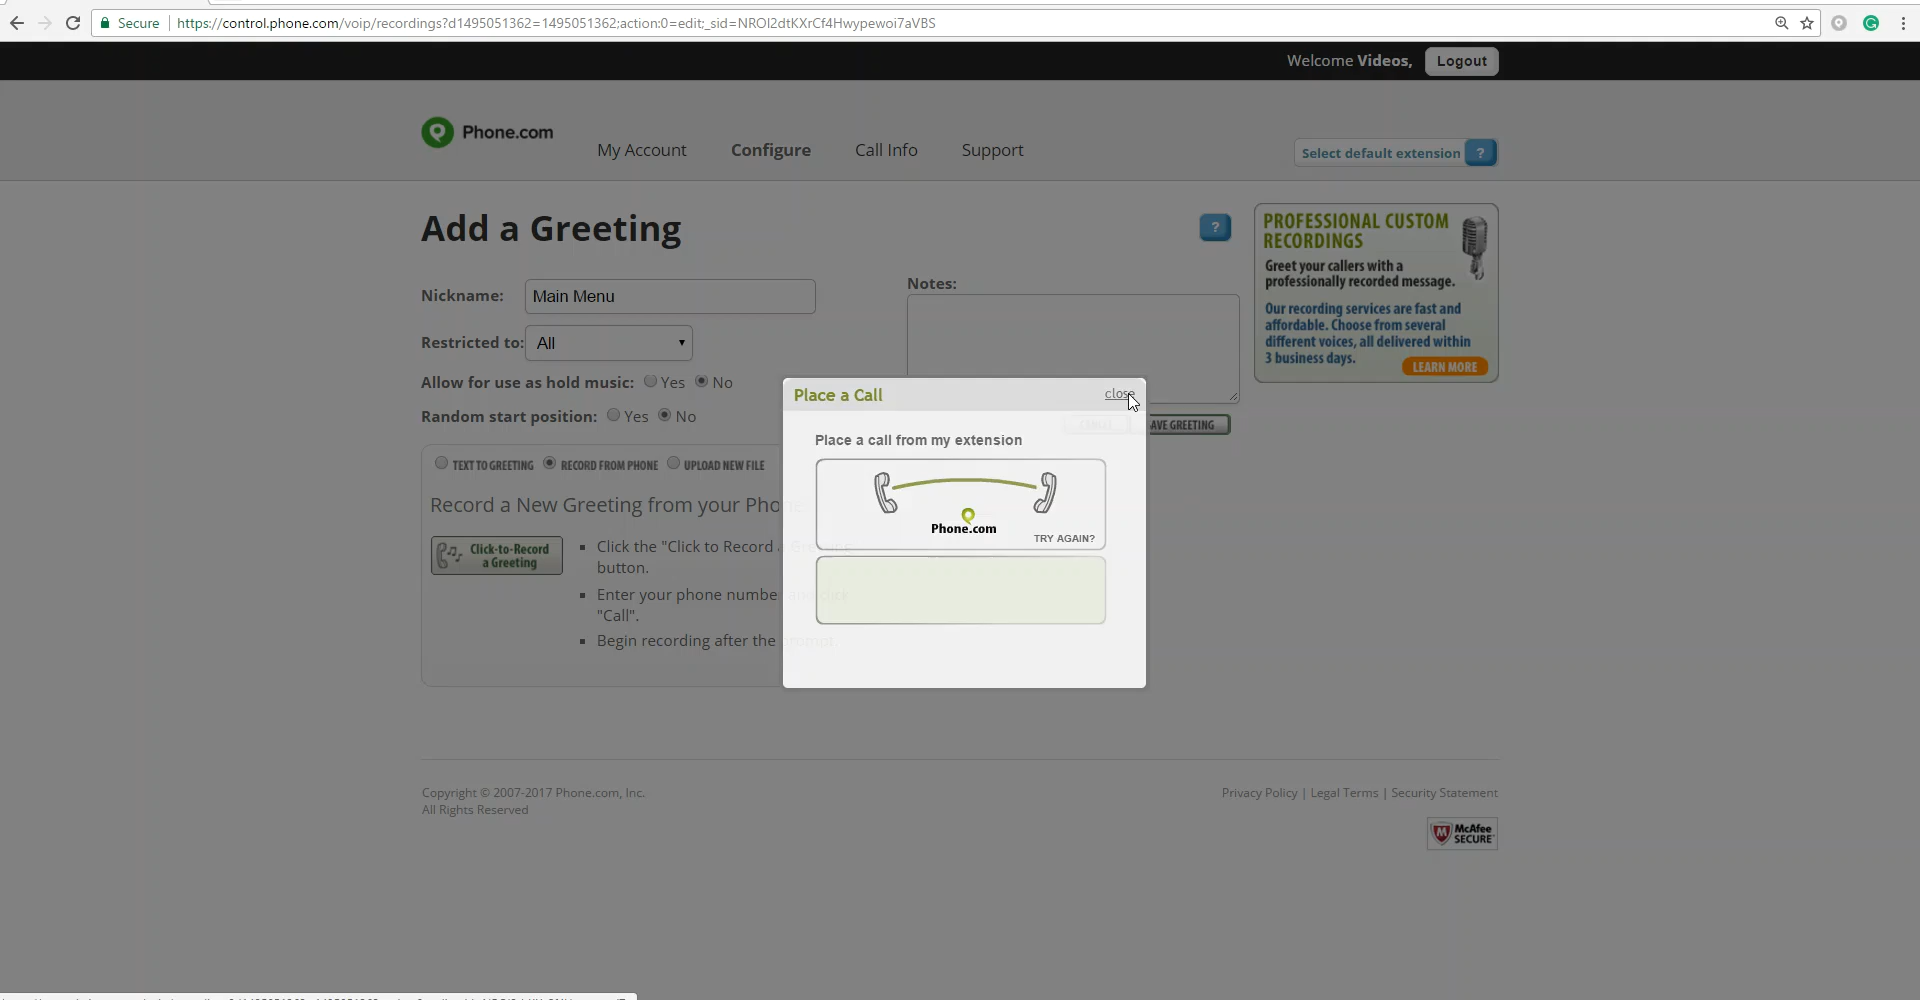 Secure
https://control.phone.com/voip/recordings?d1495051362=1495051362;action:0=edit;_sid=NROI2dtKXrCf4Hwypewoi7aVBS
Welcome Videos,
Logout
Phone.com
My Account
Configure
Call Info
Support
Select default extension
?
Add a Greeting
?
Nickname:
Main Menu
Restricted to:
All
Allow for use as hold music:
Yes
No
Random start position:
Yes
No
Notes:
CANCEL
AVE GREETING
TEXT TO GREETING
RECORD FROM PHONE
UPLOAD NEW FILE
Record a New Greeting from your Phone
Click-to-Record
a Greeting
Click the "Click to Record a Greeting
button.
Enter your phone number and click
"Call".
Begin recording after the prompt
Place a Call
close
Place a call from my extension
Phone.com
TRY AGAIN?
PROFESSIONAL CUSTOM
RECORDINGS
Greet your callers with a
professionally recorded message.
Our recording services are fast and
affordable. Choose from several
different voices, all delivered within
3 business days.
LEARN MORE
Copyright © 2007-2017 Phone.com, Inc.
All Rights Reserved
Privacy Policy | Legal Terms | Security Statement
McAfee
SECURE